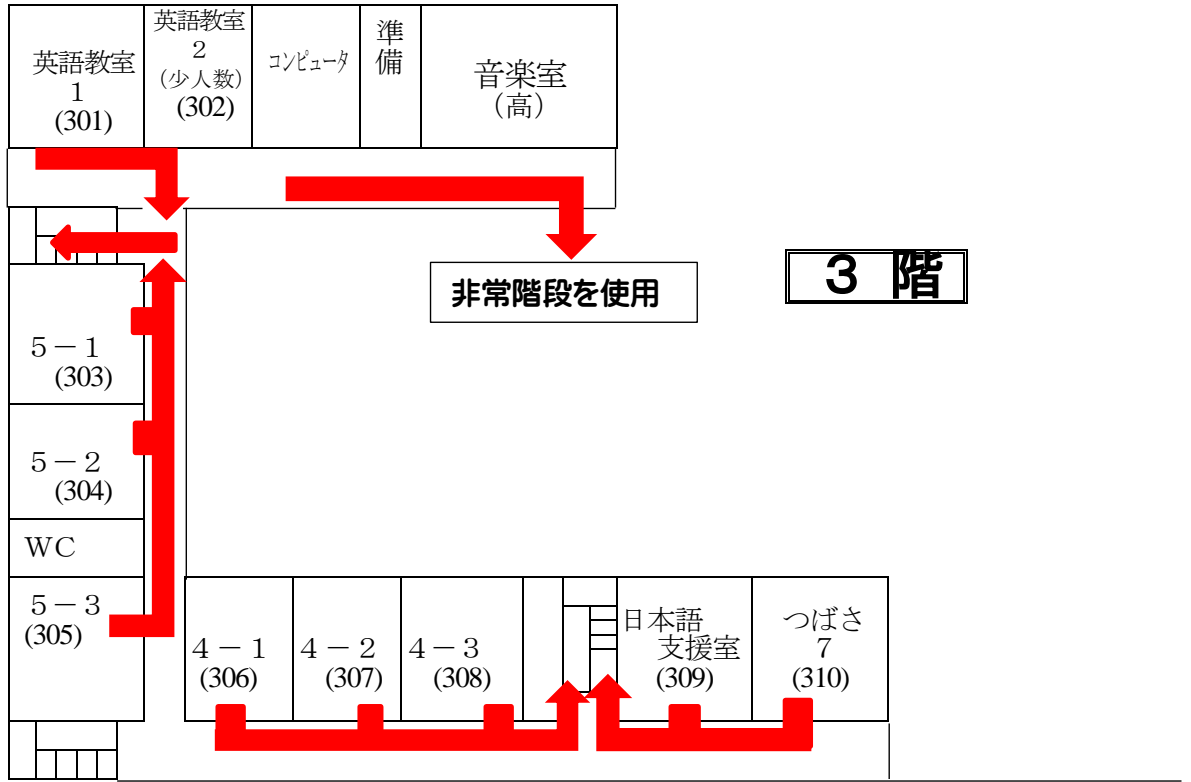 英語教室
1
(301)
英語教室
2
(少人数)
(302)
コンピュータ
準備
音楽室
(高)
非常階段を使用
3 階
5-1
(303)
5-2
(304)
WC
5-3
(305)
4-1
(306)
4-2
(307)
4-3
(308)
日本語
支援室
(309)
つばさ
7
(310)